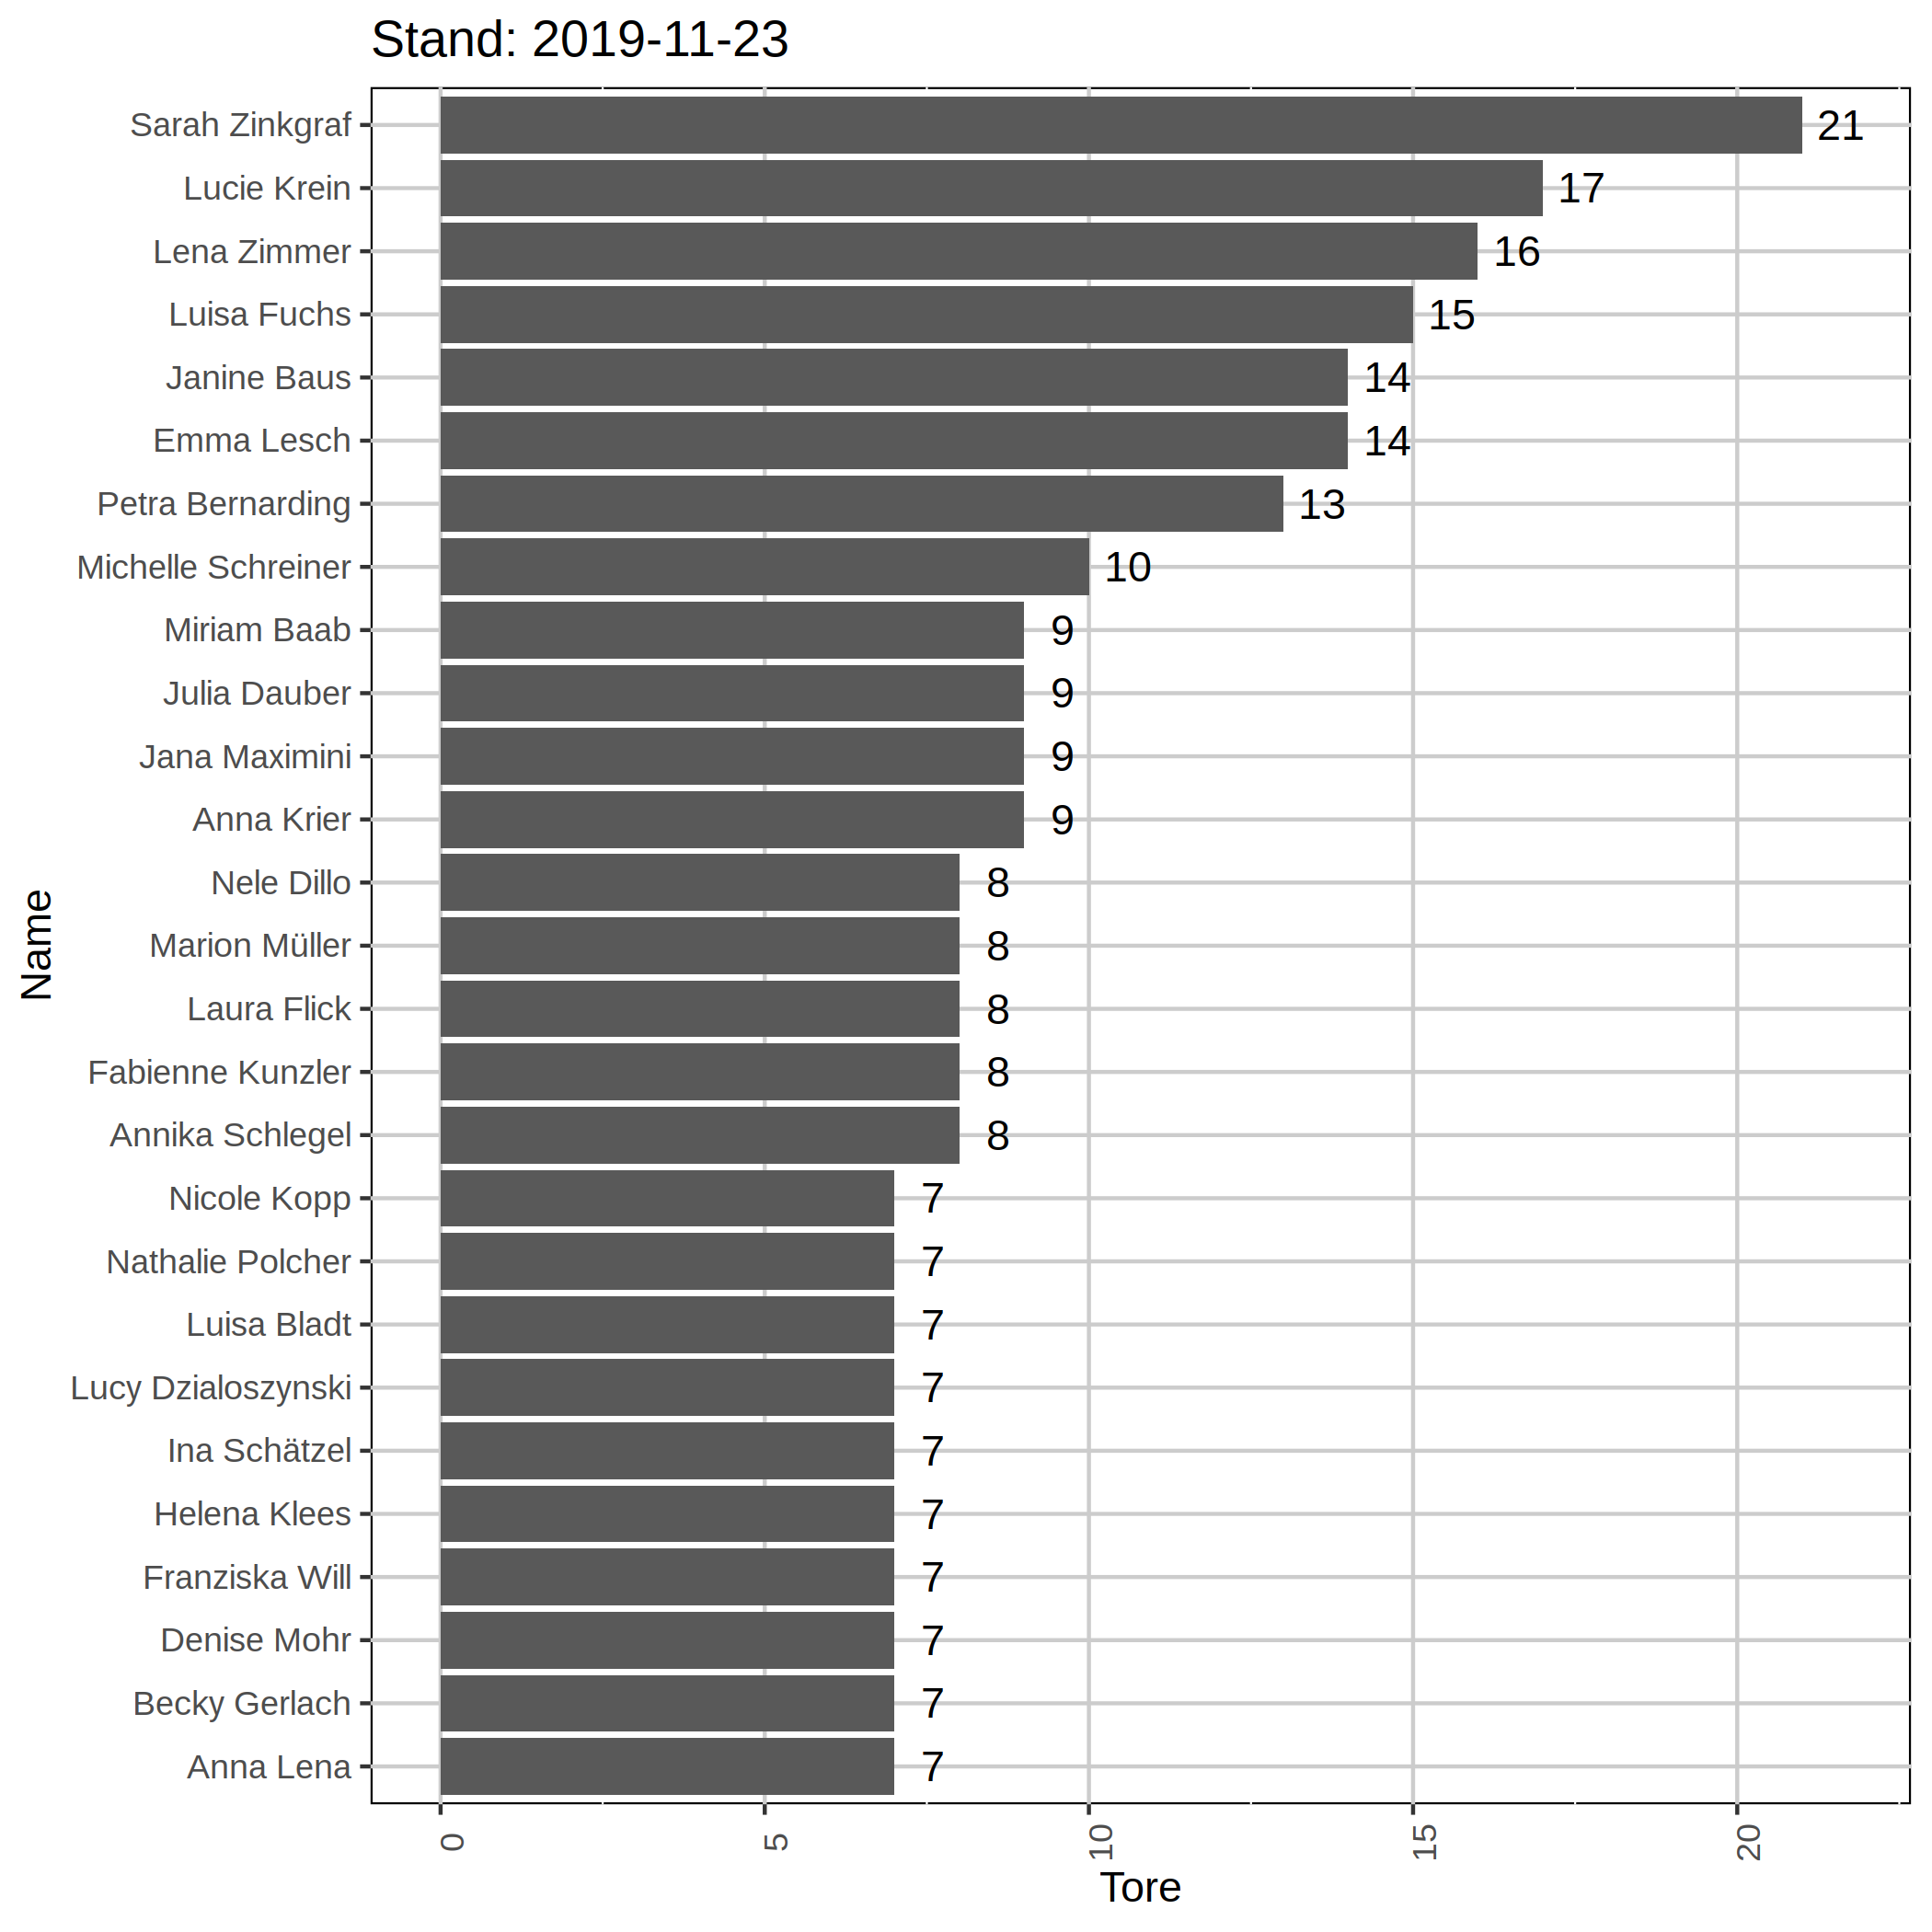 Stand: 2019-11-23
Sarah Zinkgraf 21
Lucie Krein 17
Lena Zimmer 16
Luisa Fuchs 15
Janine Baus 14
Emma Lesch 14
Petra Bernarding 13
Michelle Schreiner 10
Miriam Baab 9
Julia Dauber 9
Jana Maximini 9
Anna Krier 9
Nele Dillo 8
Marion Müller 8
Laura Flick 8
Fabienne Kunzler 8
Annika Schlegel 8
Nicole Kopp 7
Nathalie Polcher 7
Luisa Bladt 7
Lucy Dzialoszynski 7
Ina Schätzel 7
Helena Klees 7
Franziska Will 7
Denise Mohr 7
Becky Gerlach 7
Anna Lena 7
Name
0 5 10 15 20
Tore